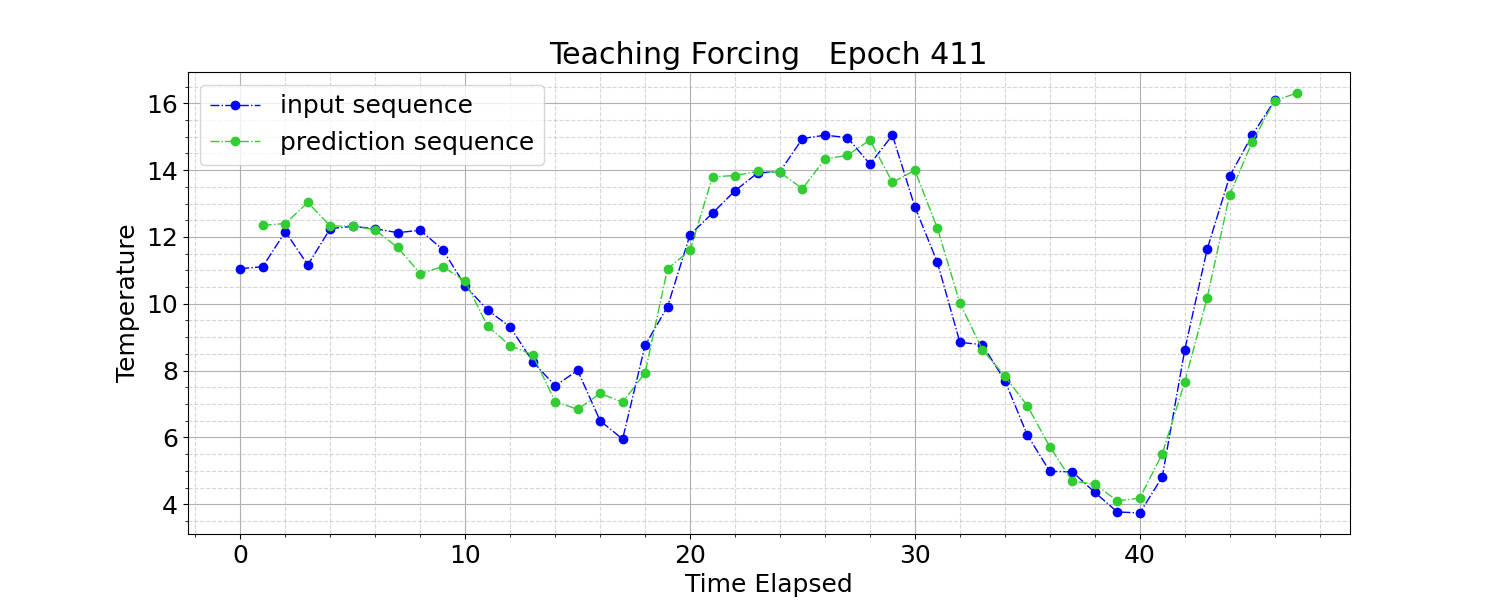 Teaching Forcing   Epoch 411
input sequence
prediction sequence
16
14
12
10
8
6
4
Temperature
0 10 20 30 40
Time Elapsed